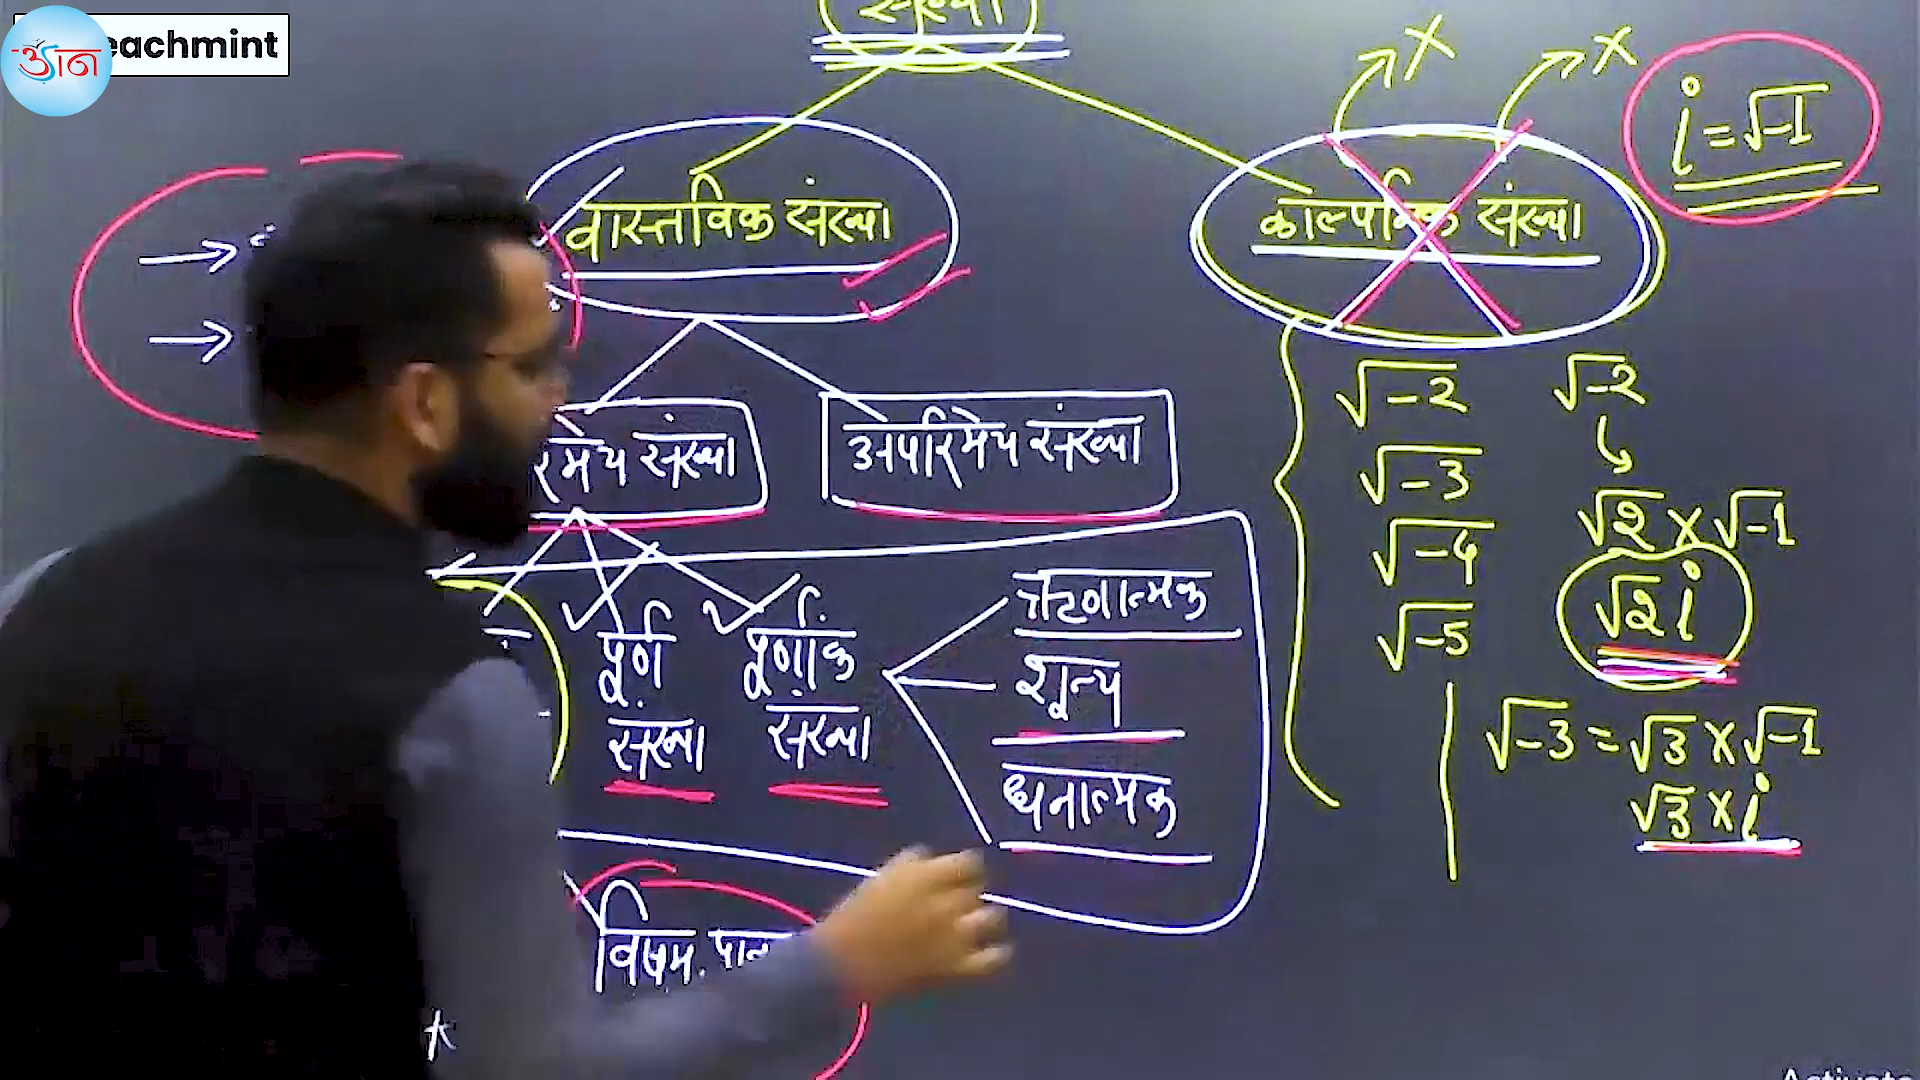 eachmint
ज्ञान
संख्या
i = √-1
x
x
वास्तविक संख्या
काल्पनिक संख्या
रिमेय संख्या
अपरिमेय संख्या
√-2
√-3
√-4
√-5
√-2
√2 x √-1
√2 i
√-3 = √3 x √-1
√3 x i
पूर्ण
संख्या
पूर्णांक
संख्या
ऋणात्मक
शून्य
धनात्मक
विषम